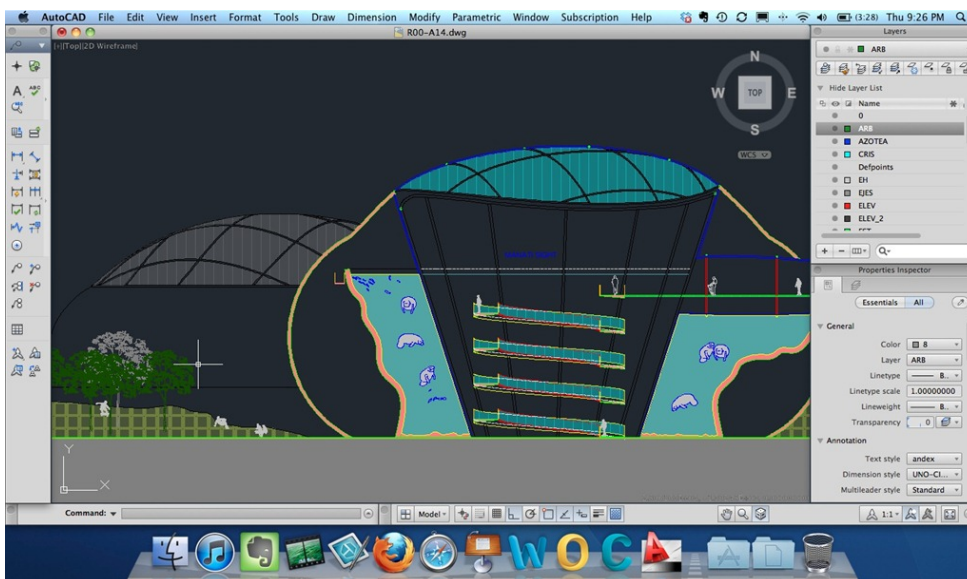 AutoCAD File Edit View Insert Format Tools Draw Dimension Modify Parametric Window Subscription Help (3:28) Thu 9:26 PM
R00-A14.dwg
Layers
[+][Top][2D Wireframe]
ARB
N
W TOP E
S
WCS
Hide Layer List
Name
0
ARB
AZOTEA
CRIS
Defpoints
EH
EJES
ELEV
ELEV_2
Properties Inspector
Essentials All
General
Color 8
Layer ARB
Linetype B...
Linetype scale 1.00000000
Lineweight B...
Transparency 0
Annotation
Text style andex
Dimension style UNO-CI...
Multileader style Standard
Y
X
Command:
Model
1:1
W O C A